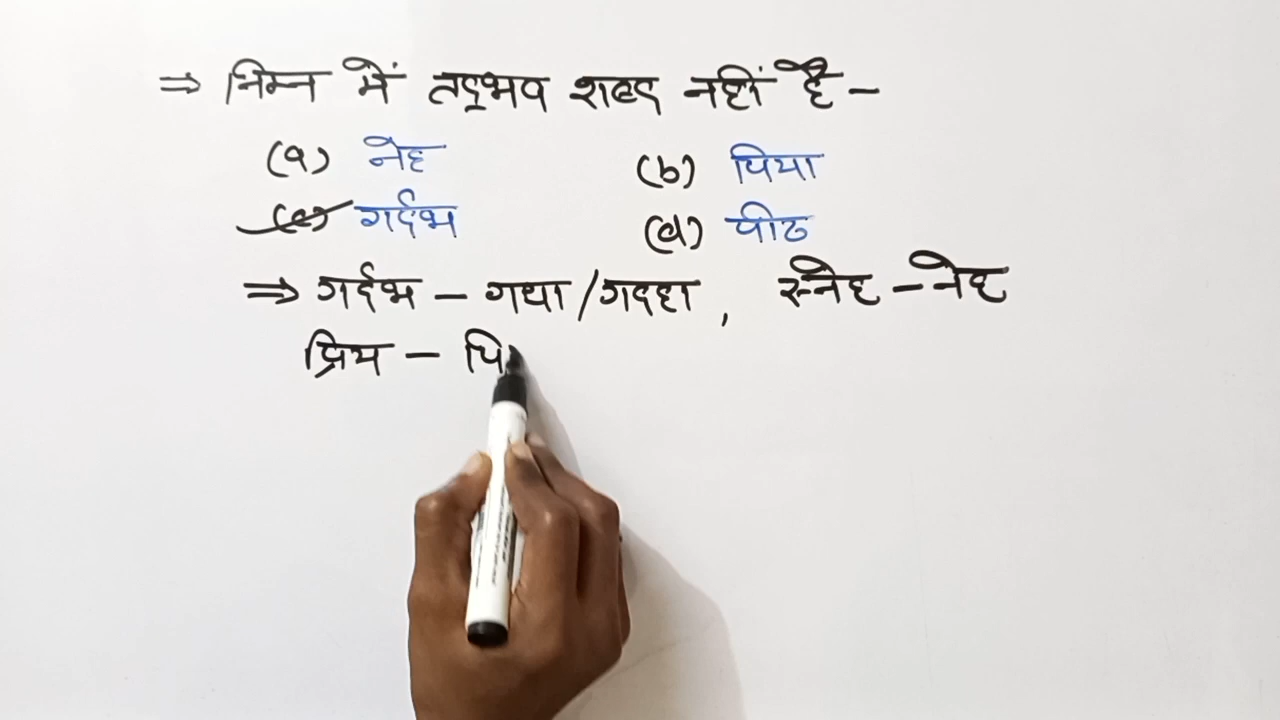 ⇒ निम्न में तद्भव शब्द नहीं है -
(a) नेह (b) पिया
(c) गर्दभ (d) पीठ
⇒ गर्दभ - गधा/गदहा, स्नेह - नेह
प्रिय - पि